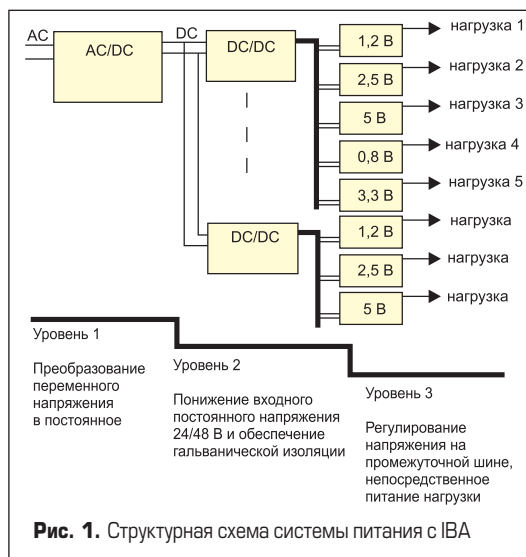 AC
AC/DC
DC
DC/DC
1,2 В
нагрузка 1
2,5 В
нагрузка 2
5 В
нагрузка 3
0,8 В
нагрузка 4
3,3 В
нагрузка 5
DC/DC
1,2 В
нагрузка
2,5 В
нагрузка
5 В
нагрузка
Уровень 1
Преобразование
переменного
напряжения
в постоянное
Уровень 2
Понижение входного
постоянного напряжения
24/48 В и обеспечение
гальванической изоляции
Уровень 3
Регулирование
напряжения на
промежуточной шине,
непосредственное
питание нагрузки
Рис. 1. Структурная схема системы питания с IBA